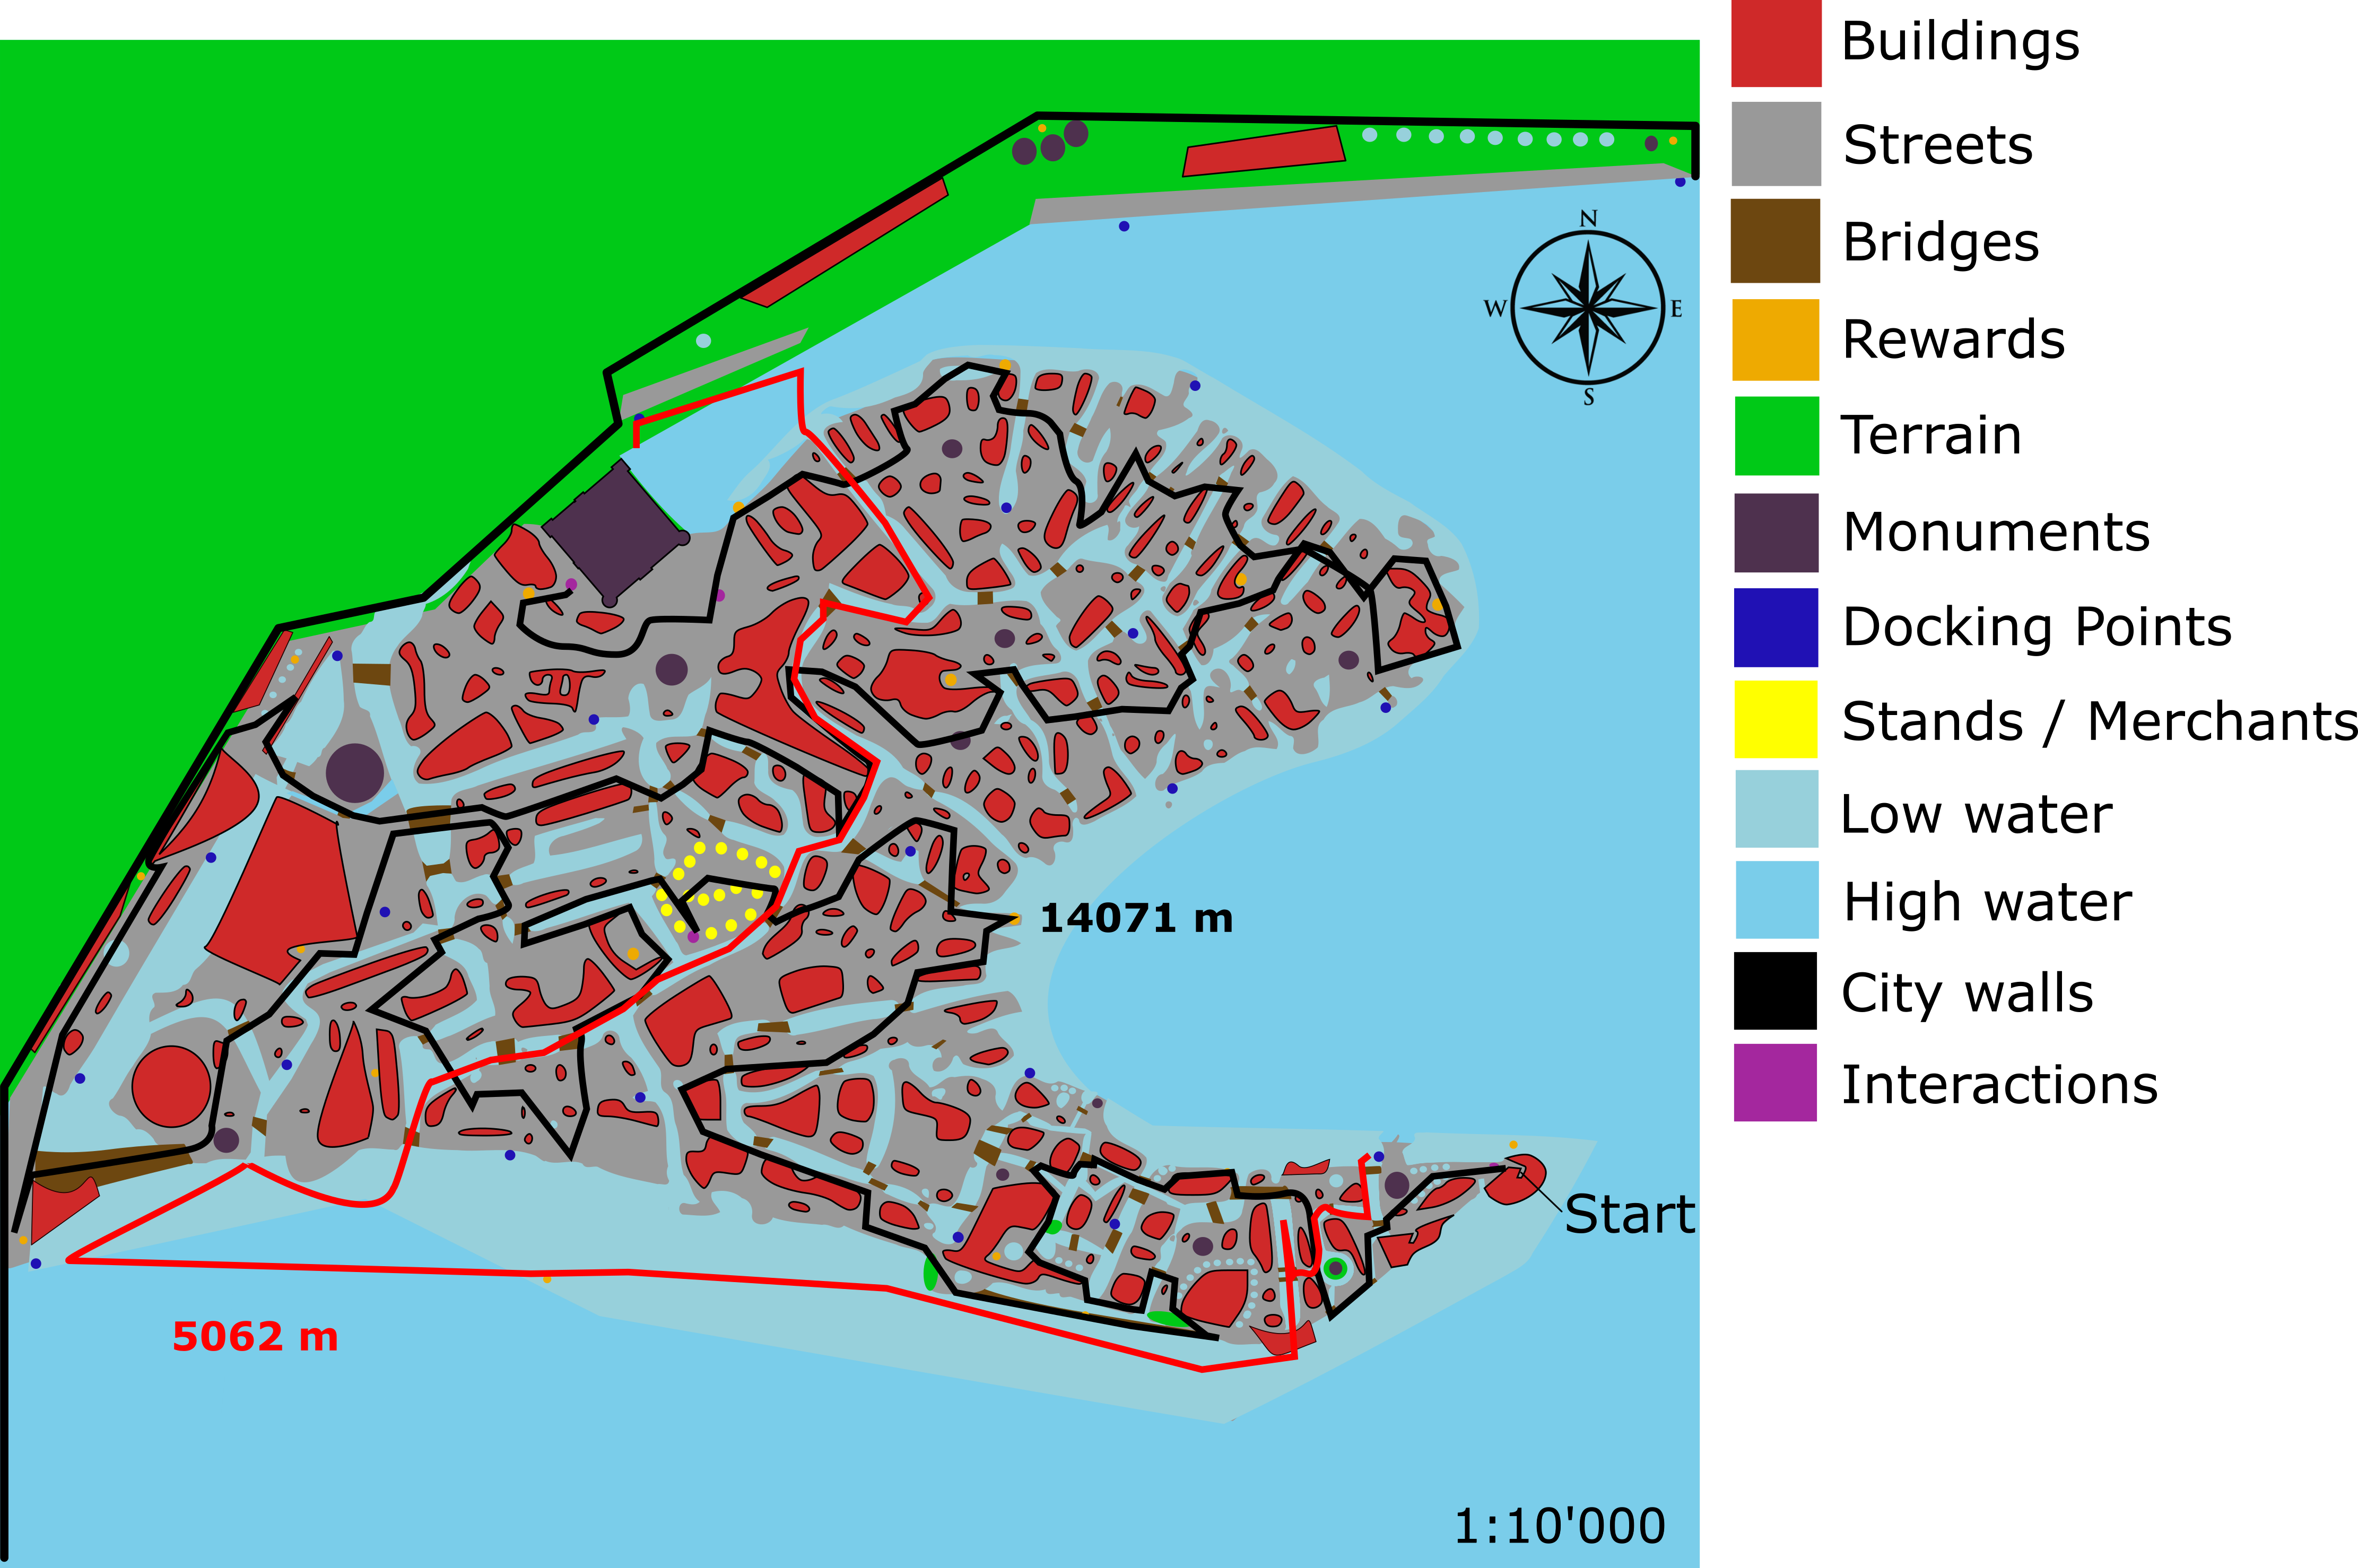 Buildings
Streets
Bridges
Rewards
Terrain
Monuments
Docking Points
Stands / Merchants
Low water
High water
City walls
Interactions
N
W
E
S
14071 m
Start
5062 m
1:10'000